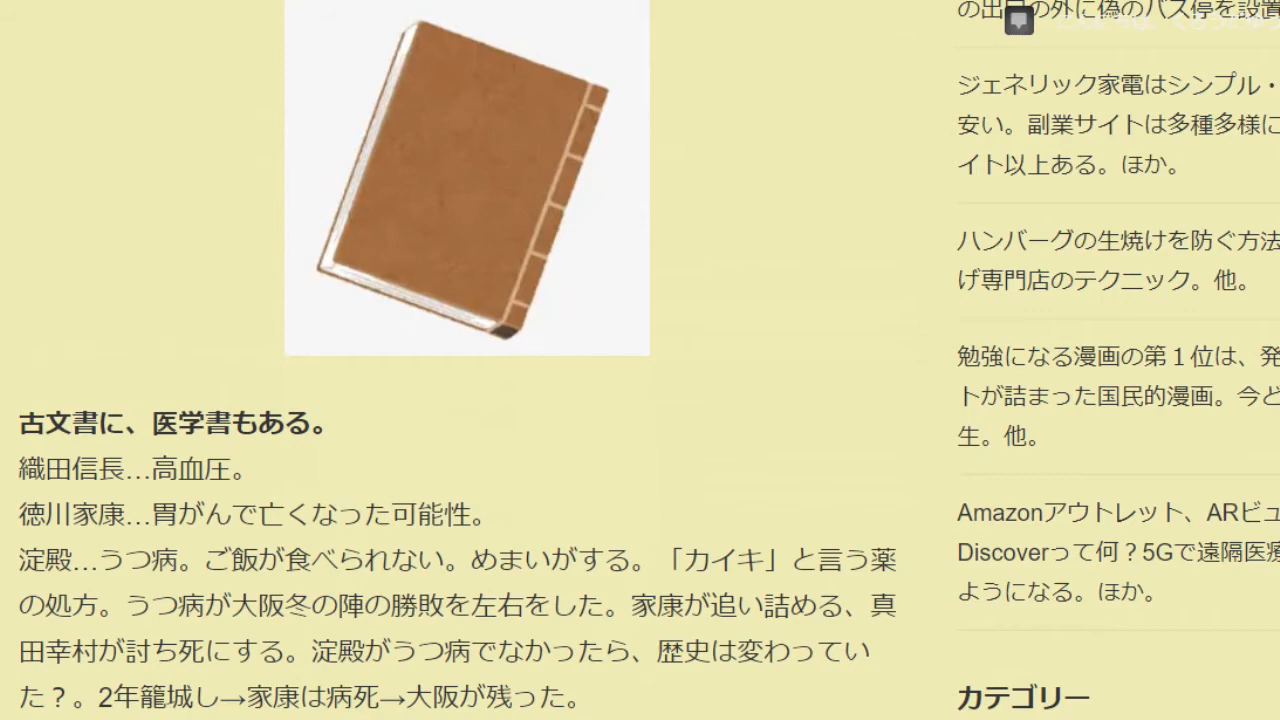 古文書に、医学書もある。
織田信長…高血圧。
徳川家康…胃がんで亡くなった可能性。
淀殿…うつ病。ご飯が食べられない。めまいがする。「カイキ」と言う薬
の処方。うつ病が大阪冬の陣の勝敗を左右をした。家康が追い詰める、真
田幸村が討ち死にする。淀殿がうつ病でなかったら、歴史は変わってい
た？。2年籠城し→家康は病死→大阪が残った。
の外に偽のバス停を設置
ジェネリック家電はシンプル・
安い。副業サイトは多種多様に
イト以上ある。ほか。
ハンバーグの生焼けを防ぐ方法
げ専門店のテクニック。他。
勉強になる漫画の第１位は、発
トが詰まった国民的漫画。今ど
生。他。
Amazonアウトレット、ARビュ
Discoverって何？5Gで遠隔医療
ようになる。ほか。
カテゴリー